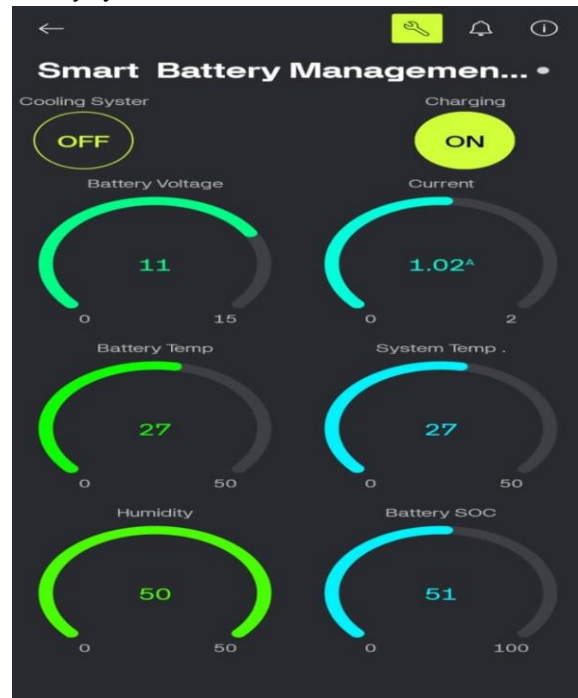 Smart Battery Managemen...
Cooling Syster
Charging
OFF
ON
Battery Voltage
Current
11
1.02A
0 15
0 2
Battery Temp
System Temp .
27
27
0 50
0 50
Humidity
Battery SOC
50
51
0 50
0 100